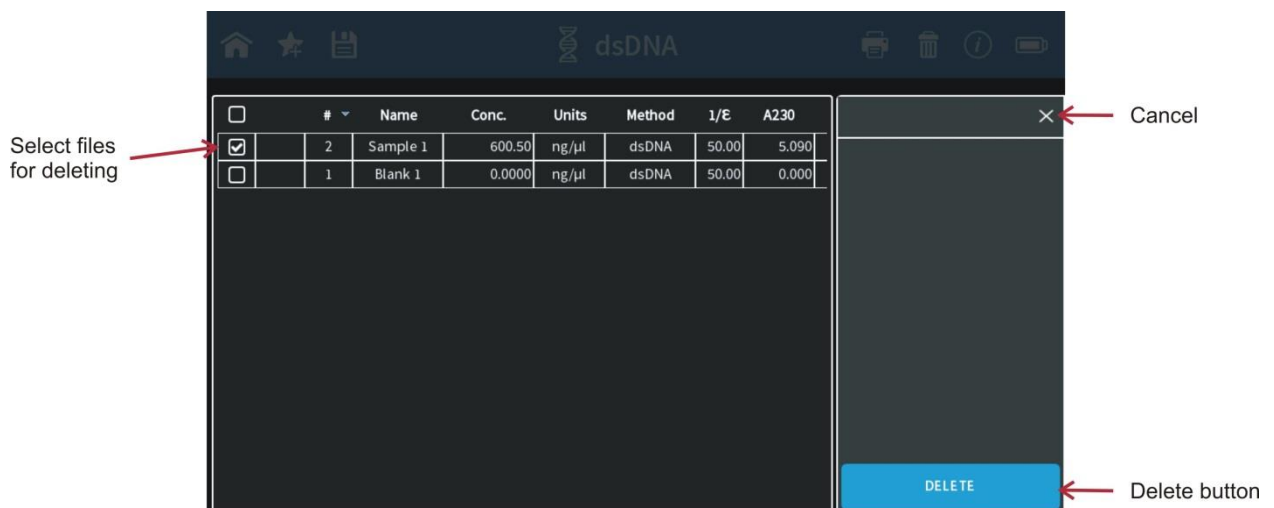 dsDNA
# Name Conc. Units Method 1/Ɛ A230
Cancel
Select files
for deleting
2 Sample 1 600.50 ng/µl dsDNA 50.00 5.090
1 Blank 1 0.0000 ng/µl dsDNA 50.00 0.000
DELETE
Delete button